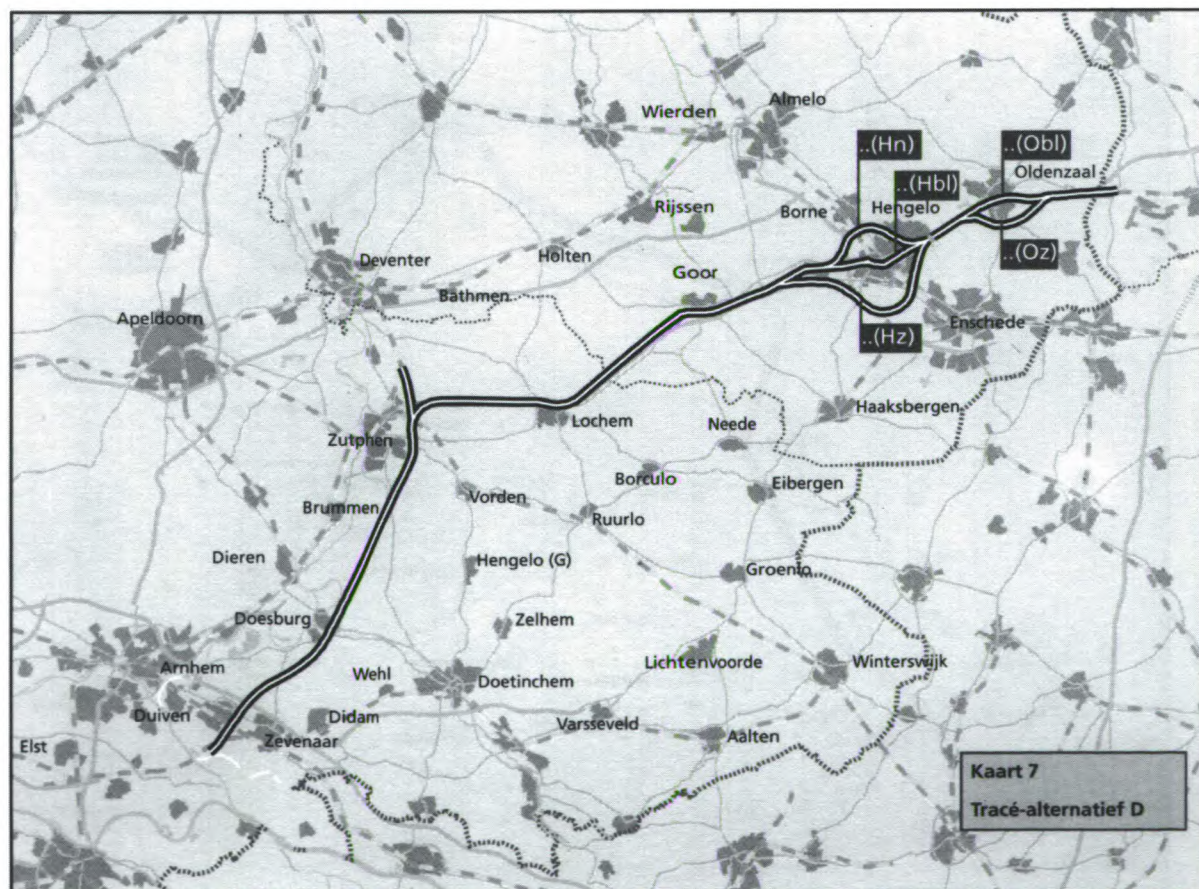 Wierden
Almelo
..(Hn)
..(Obl)
..(Hbl)
Oldenzaal
Rijssen
Borne
Hengelo
Deventer
Holten
..(Oz)
Goor
Bathmen
Apeldoorn
Enschede
..(Hz)
Haaksbergen
Lochem
Neede
Zutphen
Borculo
Eibergen
Vorden
Brummen
Ruurlo
Dieren
Hengelo (G)
Groenlo
Doesburg
Zelhem
Arnhem
Wehl
Lichtenvoorde
Winterswijk
Doetinchem
Duiven
Didam
Varsseveld
Elst
Zevenaar
Aalten
Kaart 7
Tracé-alternatief D